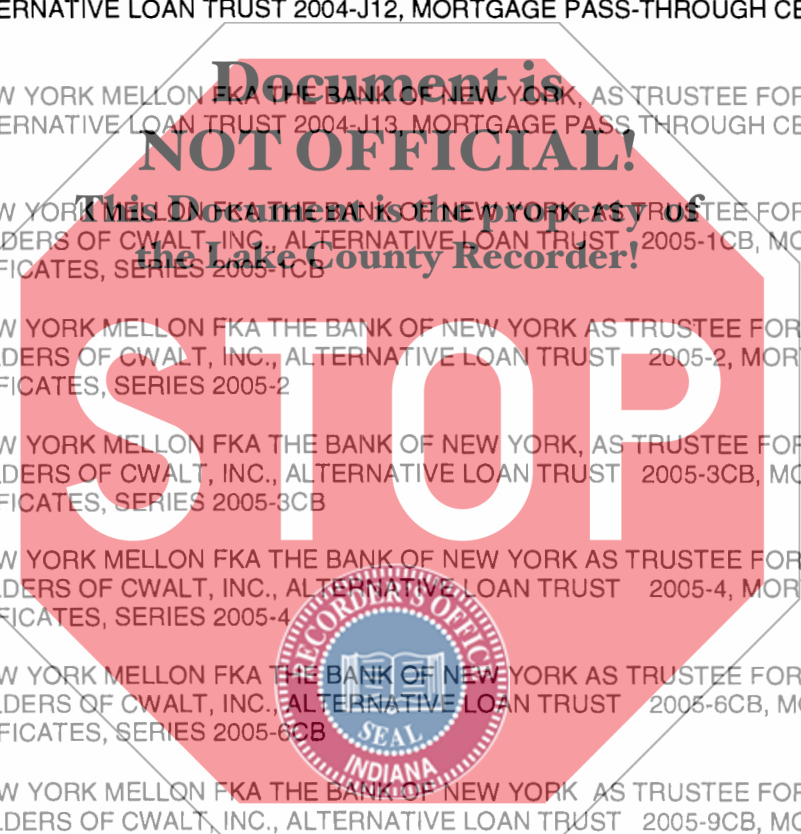 ERNATIVE LOAN TRUST 2004-J12, MORTGAGE PASS-THROUGH CE
Document is
W YORK MELLON FKA THE BANK OF NEW YORK, AS TRUSTEE FOR
ERNATIVE LOAN TRUST 2004-J13, MORTGAGE PASS THROUGH CE
NOT OFFICIAL!
This Document is the property of
W YORK MELLON FKA THE BANK OF NEW YORK, AS TRUSTEE FOR
DERS OF CWALT, INC., ALTERNATIVE LOAN TRUST 2005-1CB, MO
the Lake County Recorder!
FICATES, SERIES 2005-1CB
STOP
W YORK MELLON FKA THE BANK OF NEW YORK AS TRUSTEE FOR
DERS OF CWALT, INC., ALTERNATIVE LOAN TRUST 2005-2, MOR
FICATES, SERIES 2005-2
W YORK MELLON FKA THE BANK OF NEW YORK, AS TRUSTEE FOR
DERS OF CWALT, INC., ALTERNATIVE LOAN TRUST 2005-3CB, MO
FICATES, SERIES 2005-3CB
W YORK MELLON FKA THE BANK OF NEW YORK AS TRUSTEE FOR
DERS OF CWALT, INC., ALTERNATIVE LOAN TRUST 2005-4, MOR
FICATES, SERIES 2005-4
RECORDER'S OFFICE
W YORK MELLON FKA THE BANK OF NEW YORK AS TRUSTEE FOR
DERS OF CWALT, INC., ALTERNATIVE LOAN TRUST 2005-6CB, MO
FICATES, SERIES 2005-6CB
SEAL
INDIANA
W YORK MELLON FKA THE BANK OF NEW YORK AS TRUSTEE FOR
DERS OF CWALT, INC., ALTERNATIVE LOAN TRUST 2005-9CB, MO